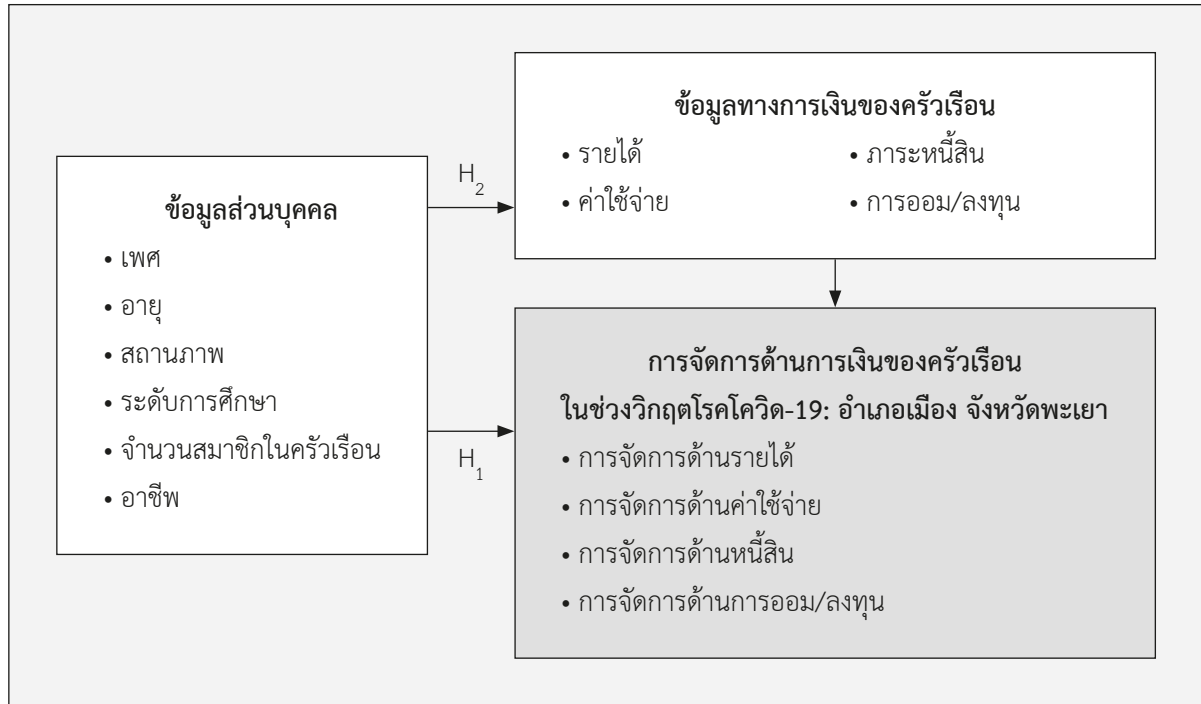 ข้อมูลส่วนบุคคล
• เพศ
• อายุ
• สถานภาพ
• ระดับการศึกษา
• จำนวนสมาชิกในครัวเรือน
• อาชีพ
H₂
H₁
ข้อมูลทางการเงินของครัวเรือน
• รายได้ • ภาระหนี้สิน
• ค่าใช้จ่าย • การออม/ลงทุน
การจัดการด้านการเงินของครัวเรือน
ในช่วงวิกฤตโรคโควิด-19: อำเภอเมือง จังหวัดพะเยา
• การจัดการด้านรายได้
• การจัดการด้านค่าใช้จ่าย
• การจัดการด้านหนี้สิน
• การจัดการด้านการออม/ลงทุน